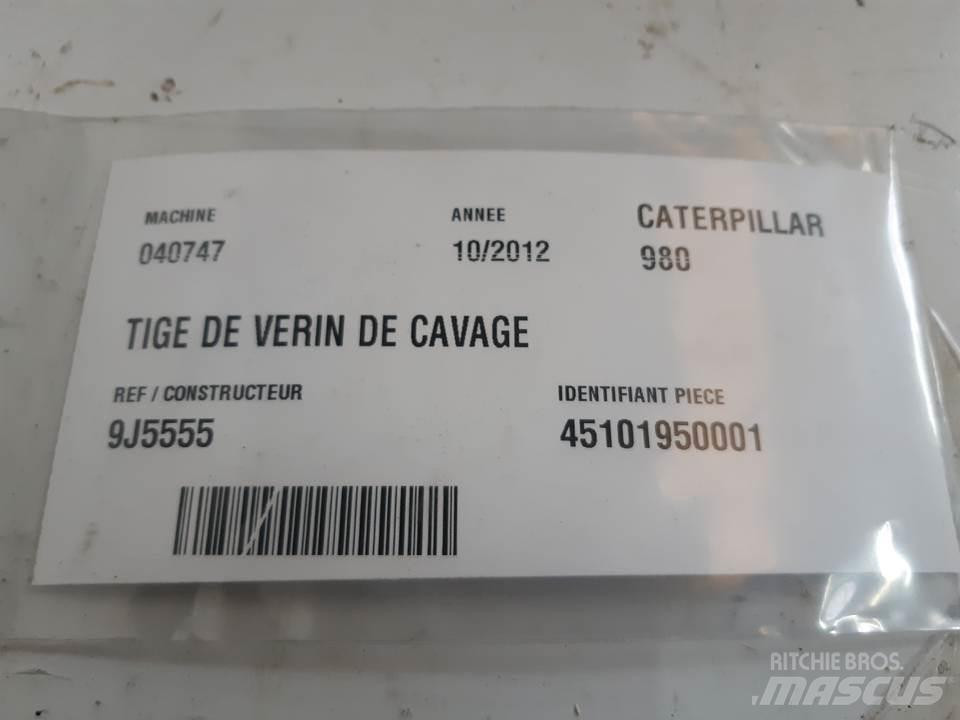 MACHINE
ANNEE
CATERPILLAR
040747
10/2012
980
TIGE DE VERIN DE CAVAGE
REF / CONSTRUCTEUR
IDENTIFIANT PIECE
9J5555
45101950001
RITCHIE BROS.
MASCUS